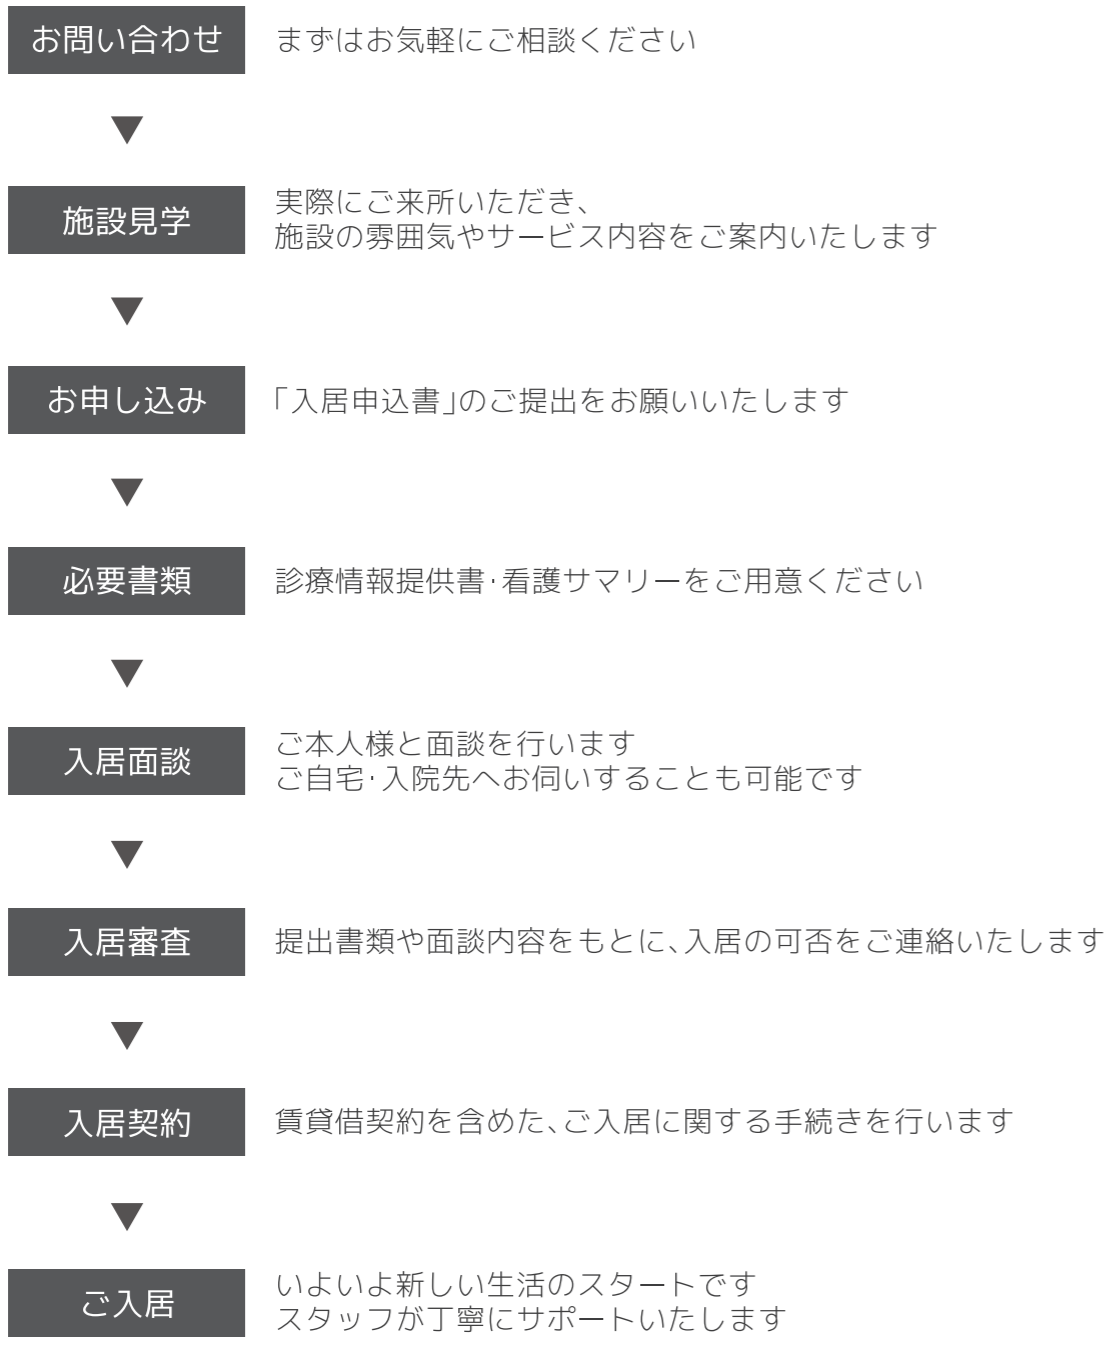 お問い合わせ
まずはお気軽にご相談ください
▼
施設見学
実際にご来所いただき、
施設の雰囲気やサービス内容をご案内いたします
▼
お申し込み
「入居申込書」のご提出をお願いいたします
▼
必要書類
診療情報提供書・看護サマリーをご用意ください
▼
入居面談
ご本人様と面談を行います
ご自宅・入院先へお伺いすることも可能です
▼
入居審査
提出書類や面談内容をもとに、入居の可否をご連絡いたします
▼
入居契約
賃貸借契約を含めた、ご入居に関する手続きを行います
▼
ご入居
いよいよ新しい生活のスタートです
スタッフが丁寧にサポートいたします